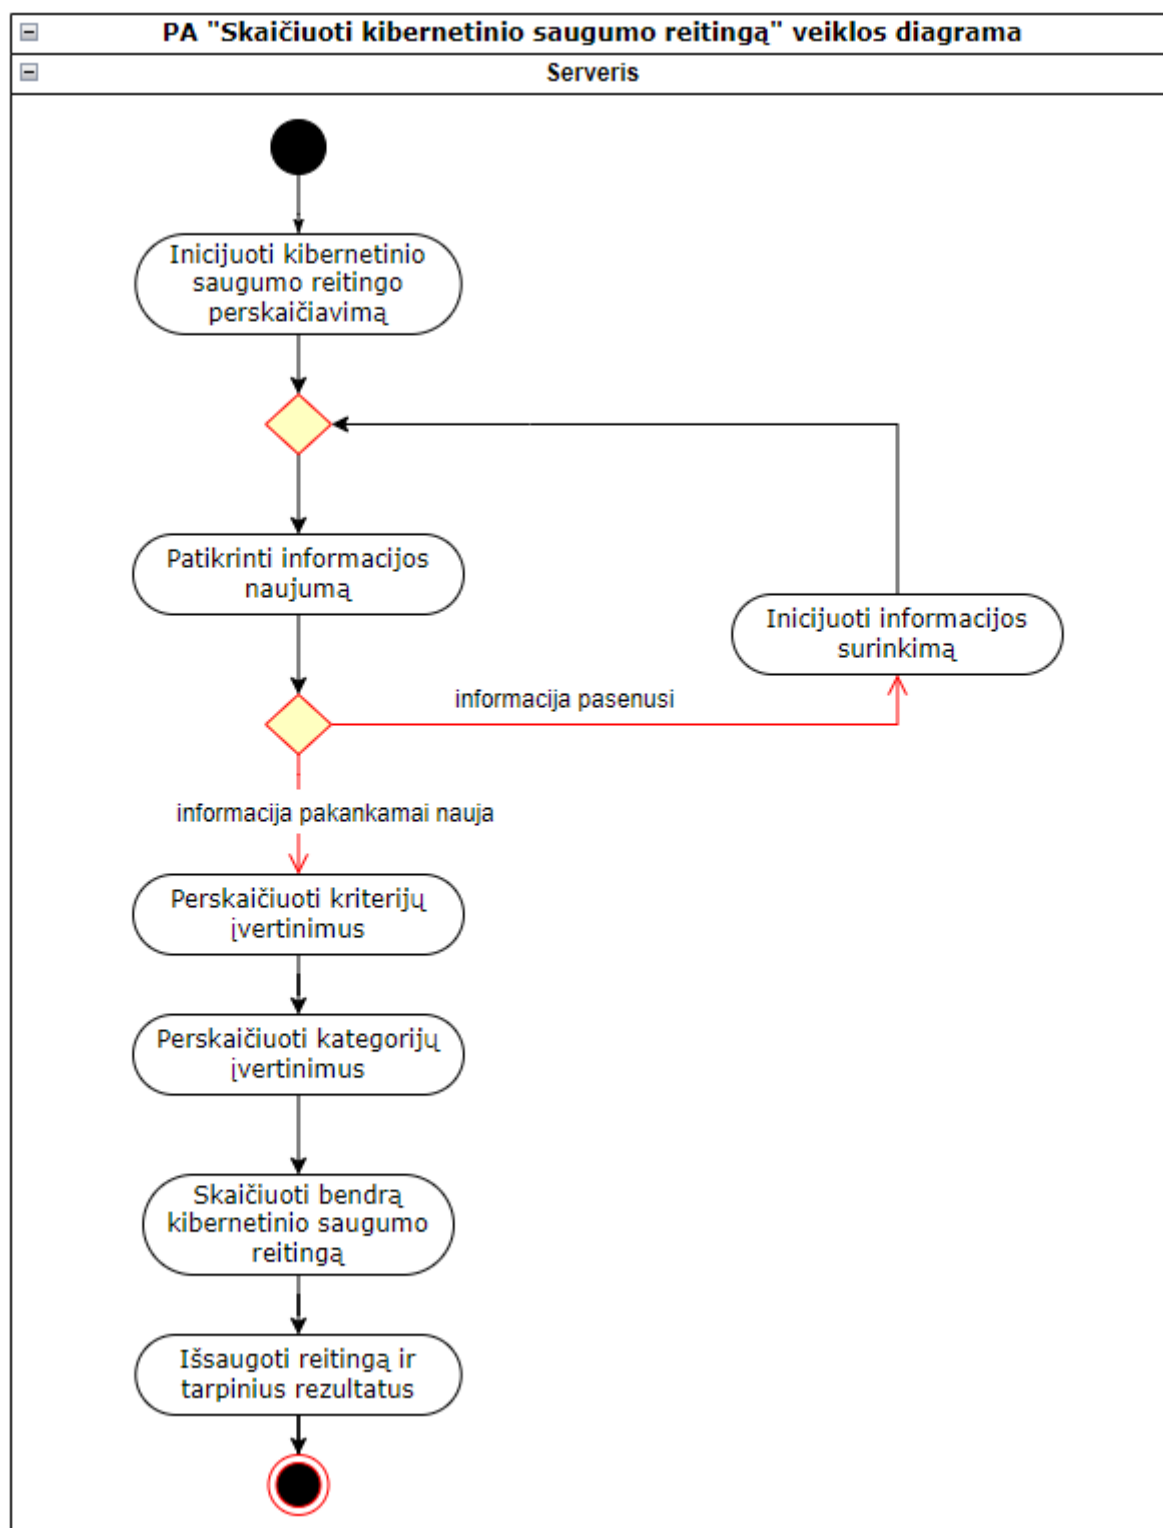 PA "Skaičiuoti kibernetinio saugumo reitingą" veiklos diagrama
Serveris
Inicijuoti kibernetinio
saugumo reitingo
perskaičiavimą
Patikrinti informacijos
naujumą
Inicijuoti informacijos
surinkimą
informacija pasenusi
informacija pakankamai nauja
Perskaičiuoti kriterijų
įvertinimus
Perskaičiuoti kategorijų
įvertinimus
Skaičiuoti bendrą
kibernetinio saugumo
reitingą
Išsaugoti reitingą ir
tarpinius rezultatus